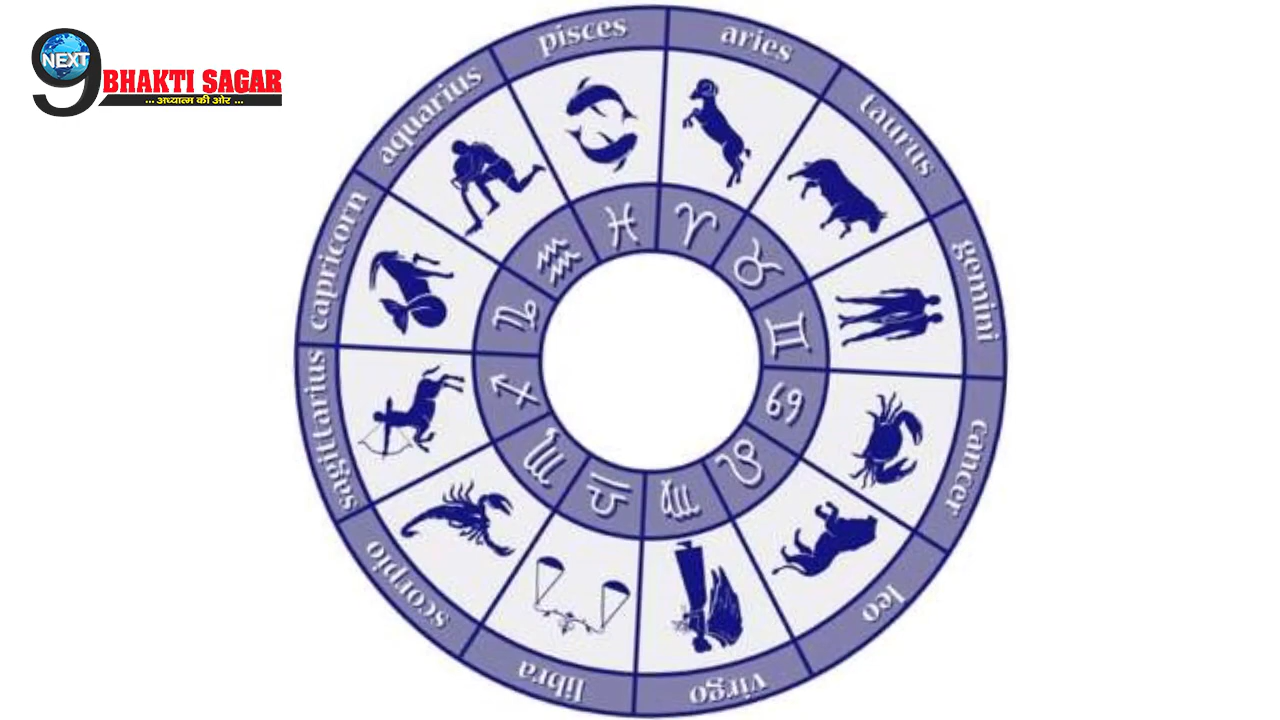 9
NEXT
BHAKTI SAGAR
... अध्यात्म की ओर ...
pisces
aries
taurus
gemini
cancer
leo
virgo
libra
scorpio
sagittarius
capricorn
aquarius